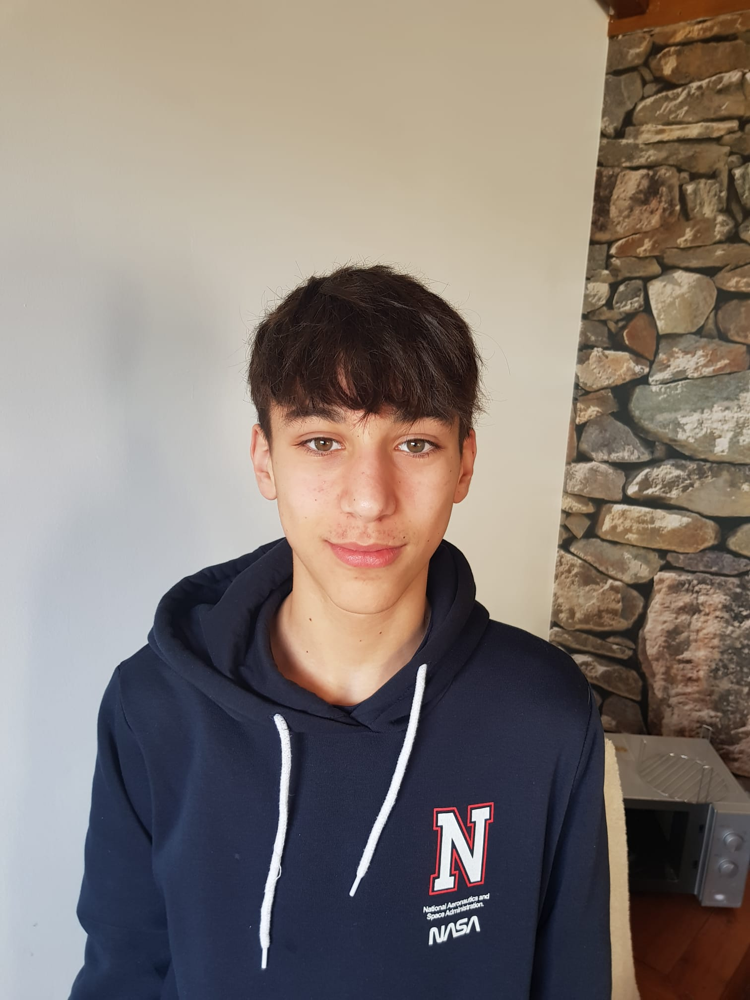 N
National Aeronautics and
Space Administration.
NASA